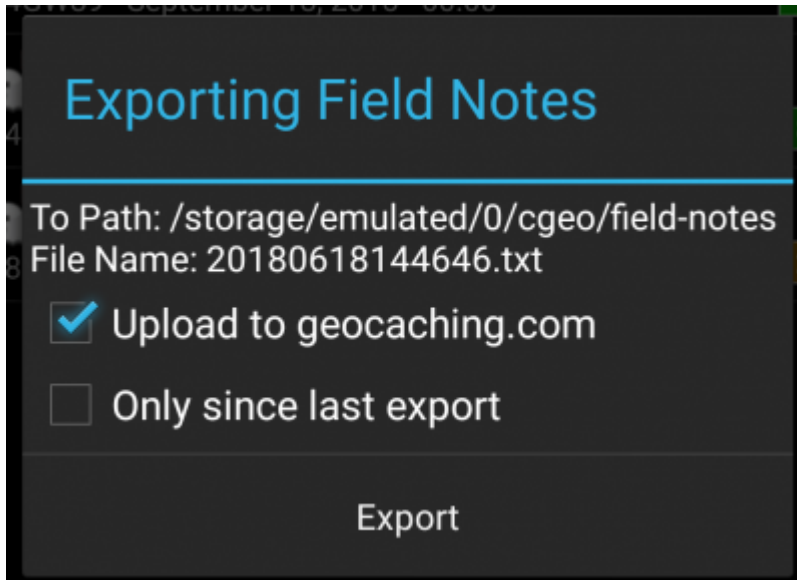 Exporting Field Notes
To Path: /storage/emulated/0/cgeo/field-notes
File Name: 20180618144646.txt
Upload to geocaching.com
Only since last export
Export